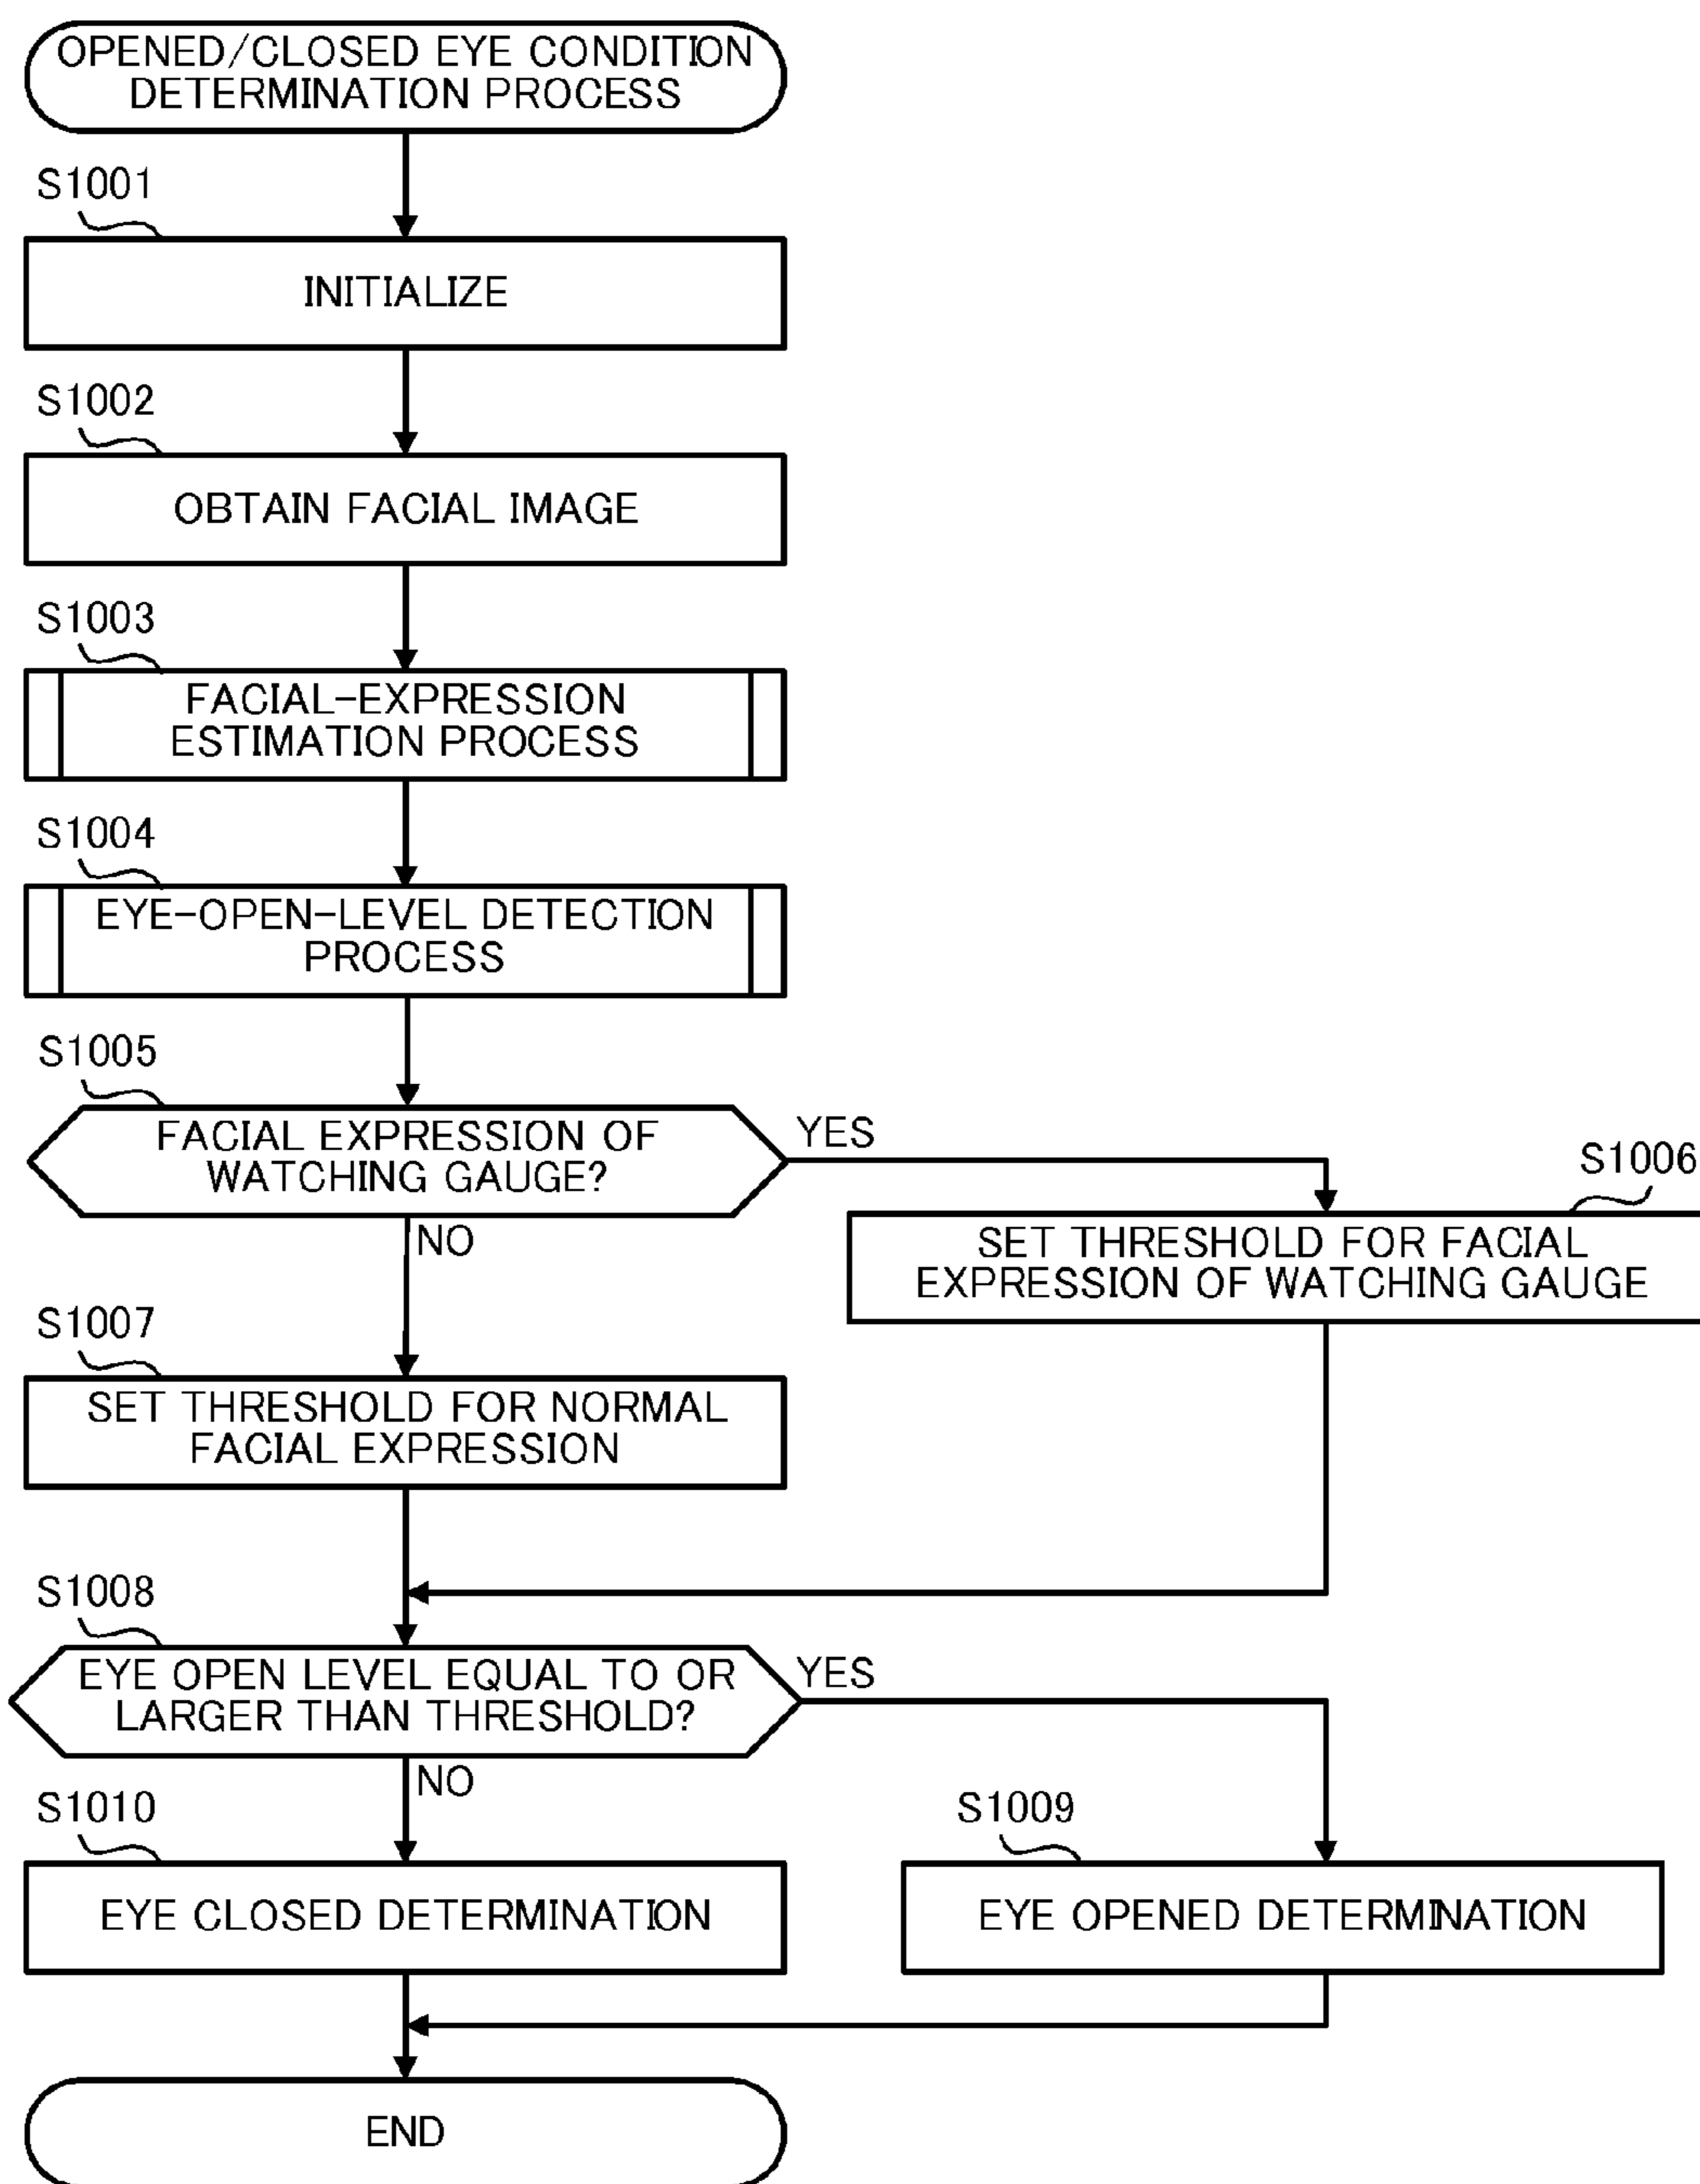 OPENED/CLOSED EYE CONDITION
DETERMINATION PROCESS
S1001
INITIALIZE
S1002
OBTAIN FACIAL IMAGE
S1003
FACIAL-EXPRESSION
ESTIMATION PROCESS
S1004
EYE-OPEN-LEVEL DETECTION
PROCESS
S1005
FACIAL EXPRESSION OF
WATCHING GAUGE?
YES
NO
S1006
SET THRESHOLD FOR FACIAL
EXPRESSION OF WATCHING GAUGE
S1007
SET THRESHOLD FOR NORMAL
FACIAL EXPRESSION
S1008
EYE OPEN LEVEL EQUAL TO OR
LARGER THAN THRESHOLD?
YES
NO
S1010
EYE CLOSED DETERMINATION
S1009
EYE OPENED DETERMINATION
END